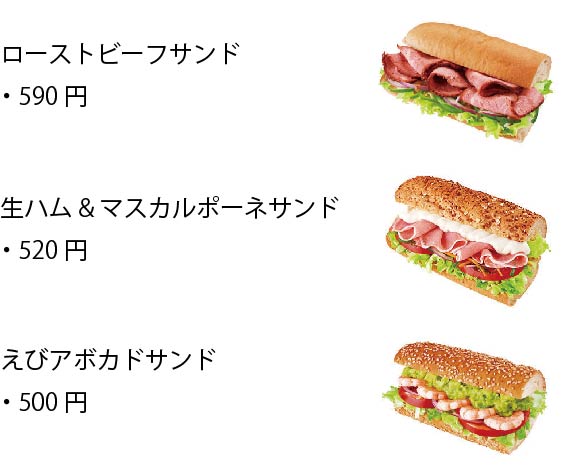 ローストビーフサンド
・590 円
生ハム & マスカルポーネサンド
・520 円
えびアボカドサンド
・500 円